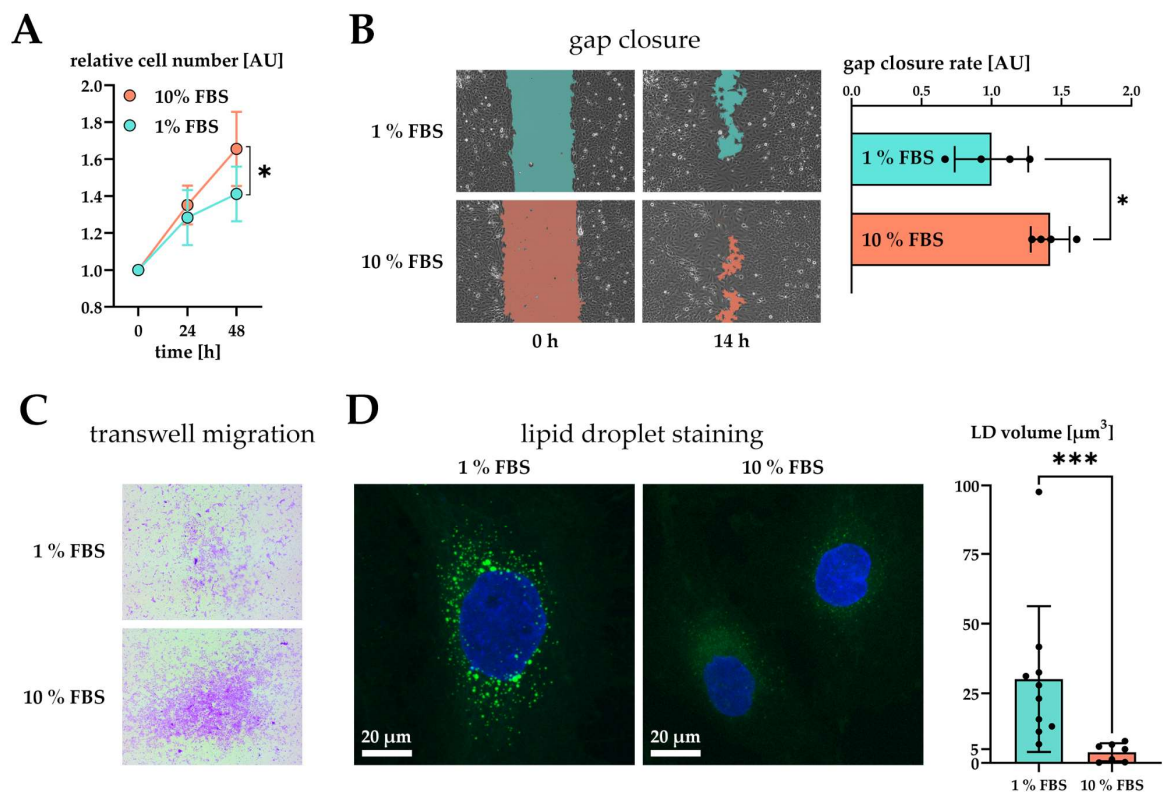 A
relative cell number [AU]
10% FBS
1% FBS
1.8
1.6
1.4
1.2
1.0
0.8
*
0 24 48
time [h]
B
gap closure
1 % FBS
10 % FBS
0 h 14 h
gap closure rate [AU]
0.0 0.5 1.0 1.5 2.0
1 % FBS
10 % FBS
*
C
transwell migration
1 % FBS
10 % FBS
D
lipid droplet staining
1 % FBS 10 % FBS
20 µm 20 µm
LD volume [µm³]
***
100
75
50
25
5
0
1 % FBS 10 % FBS